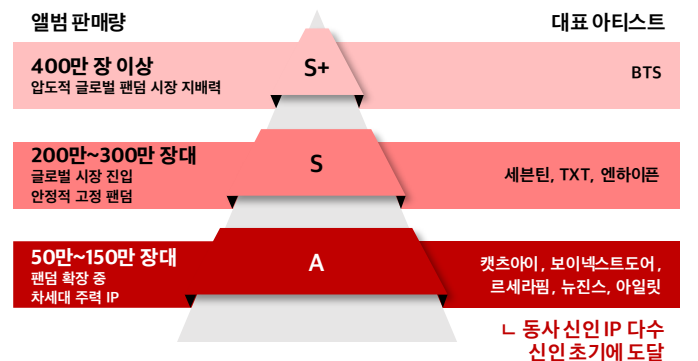 앨범 판매량
대표 아티스트
400만 장 이상
압도적 글로벌 팬덤 시장 지배력
S+
BTS
200만~300만 장대
글로벌 시장 진입
안정적 고정 팬덤
S
세븐틴, TXT, 엔하이픈
50만~150만 장대
팬덤 확장 중
차세대 주력 IP
A
캣츠아이, 보이넥스트도어,
르세라핌, 뉴진스, 아일릿
ㄴ 동사 신인 IP 다수
신인 초기에 도달